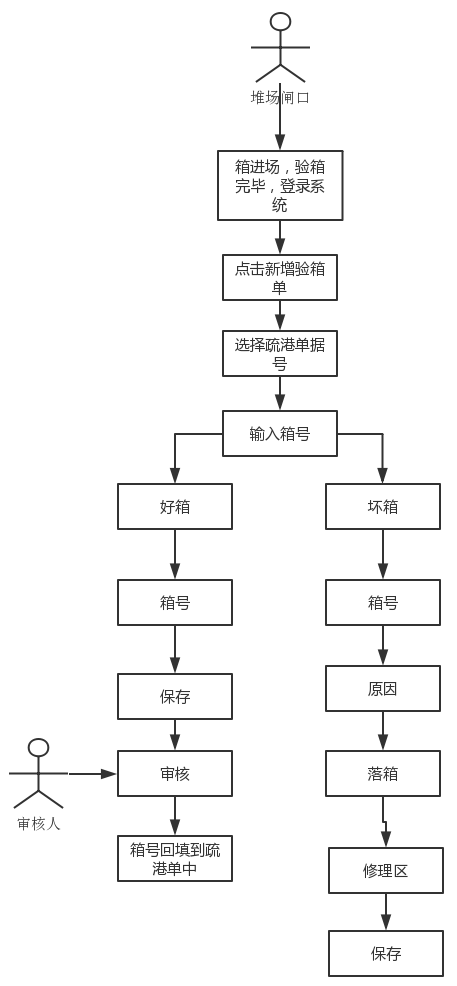 堆场闸口
箱进场，验箱
完毕，登录系
统
点击新增验箱
单
选择疏港单据
号
输入箱号
好箱
坏箱
箱号
箱号
保存
原因
审核
落箱
审核人
箱号回填到疏
港单中
修理区
保存